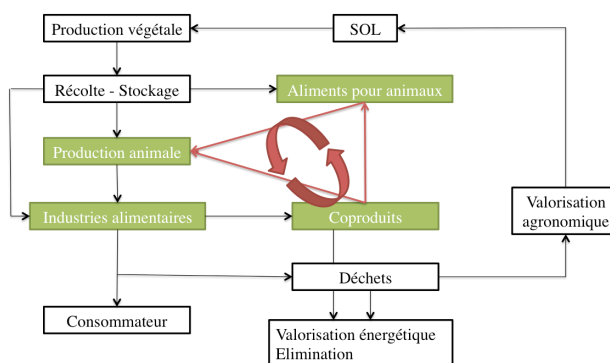 Production végétale
SOL
Récolte - Stockage
Aliments pour animaux
Production animale
Industries alimentaires
Coproduits
Valorisation
agronomique
Déchets
Consommateur
Valorisation énergétique
Elimination